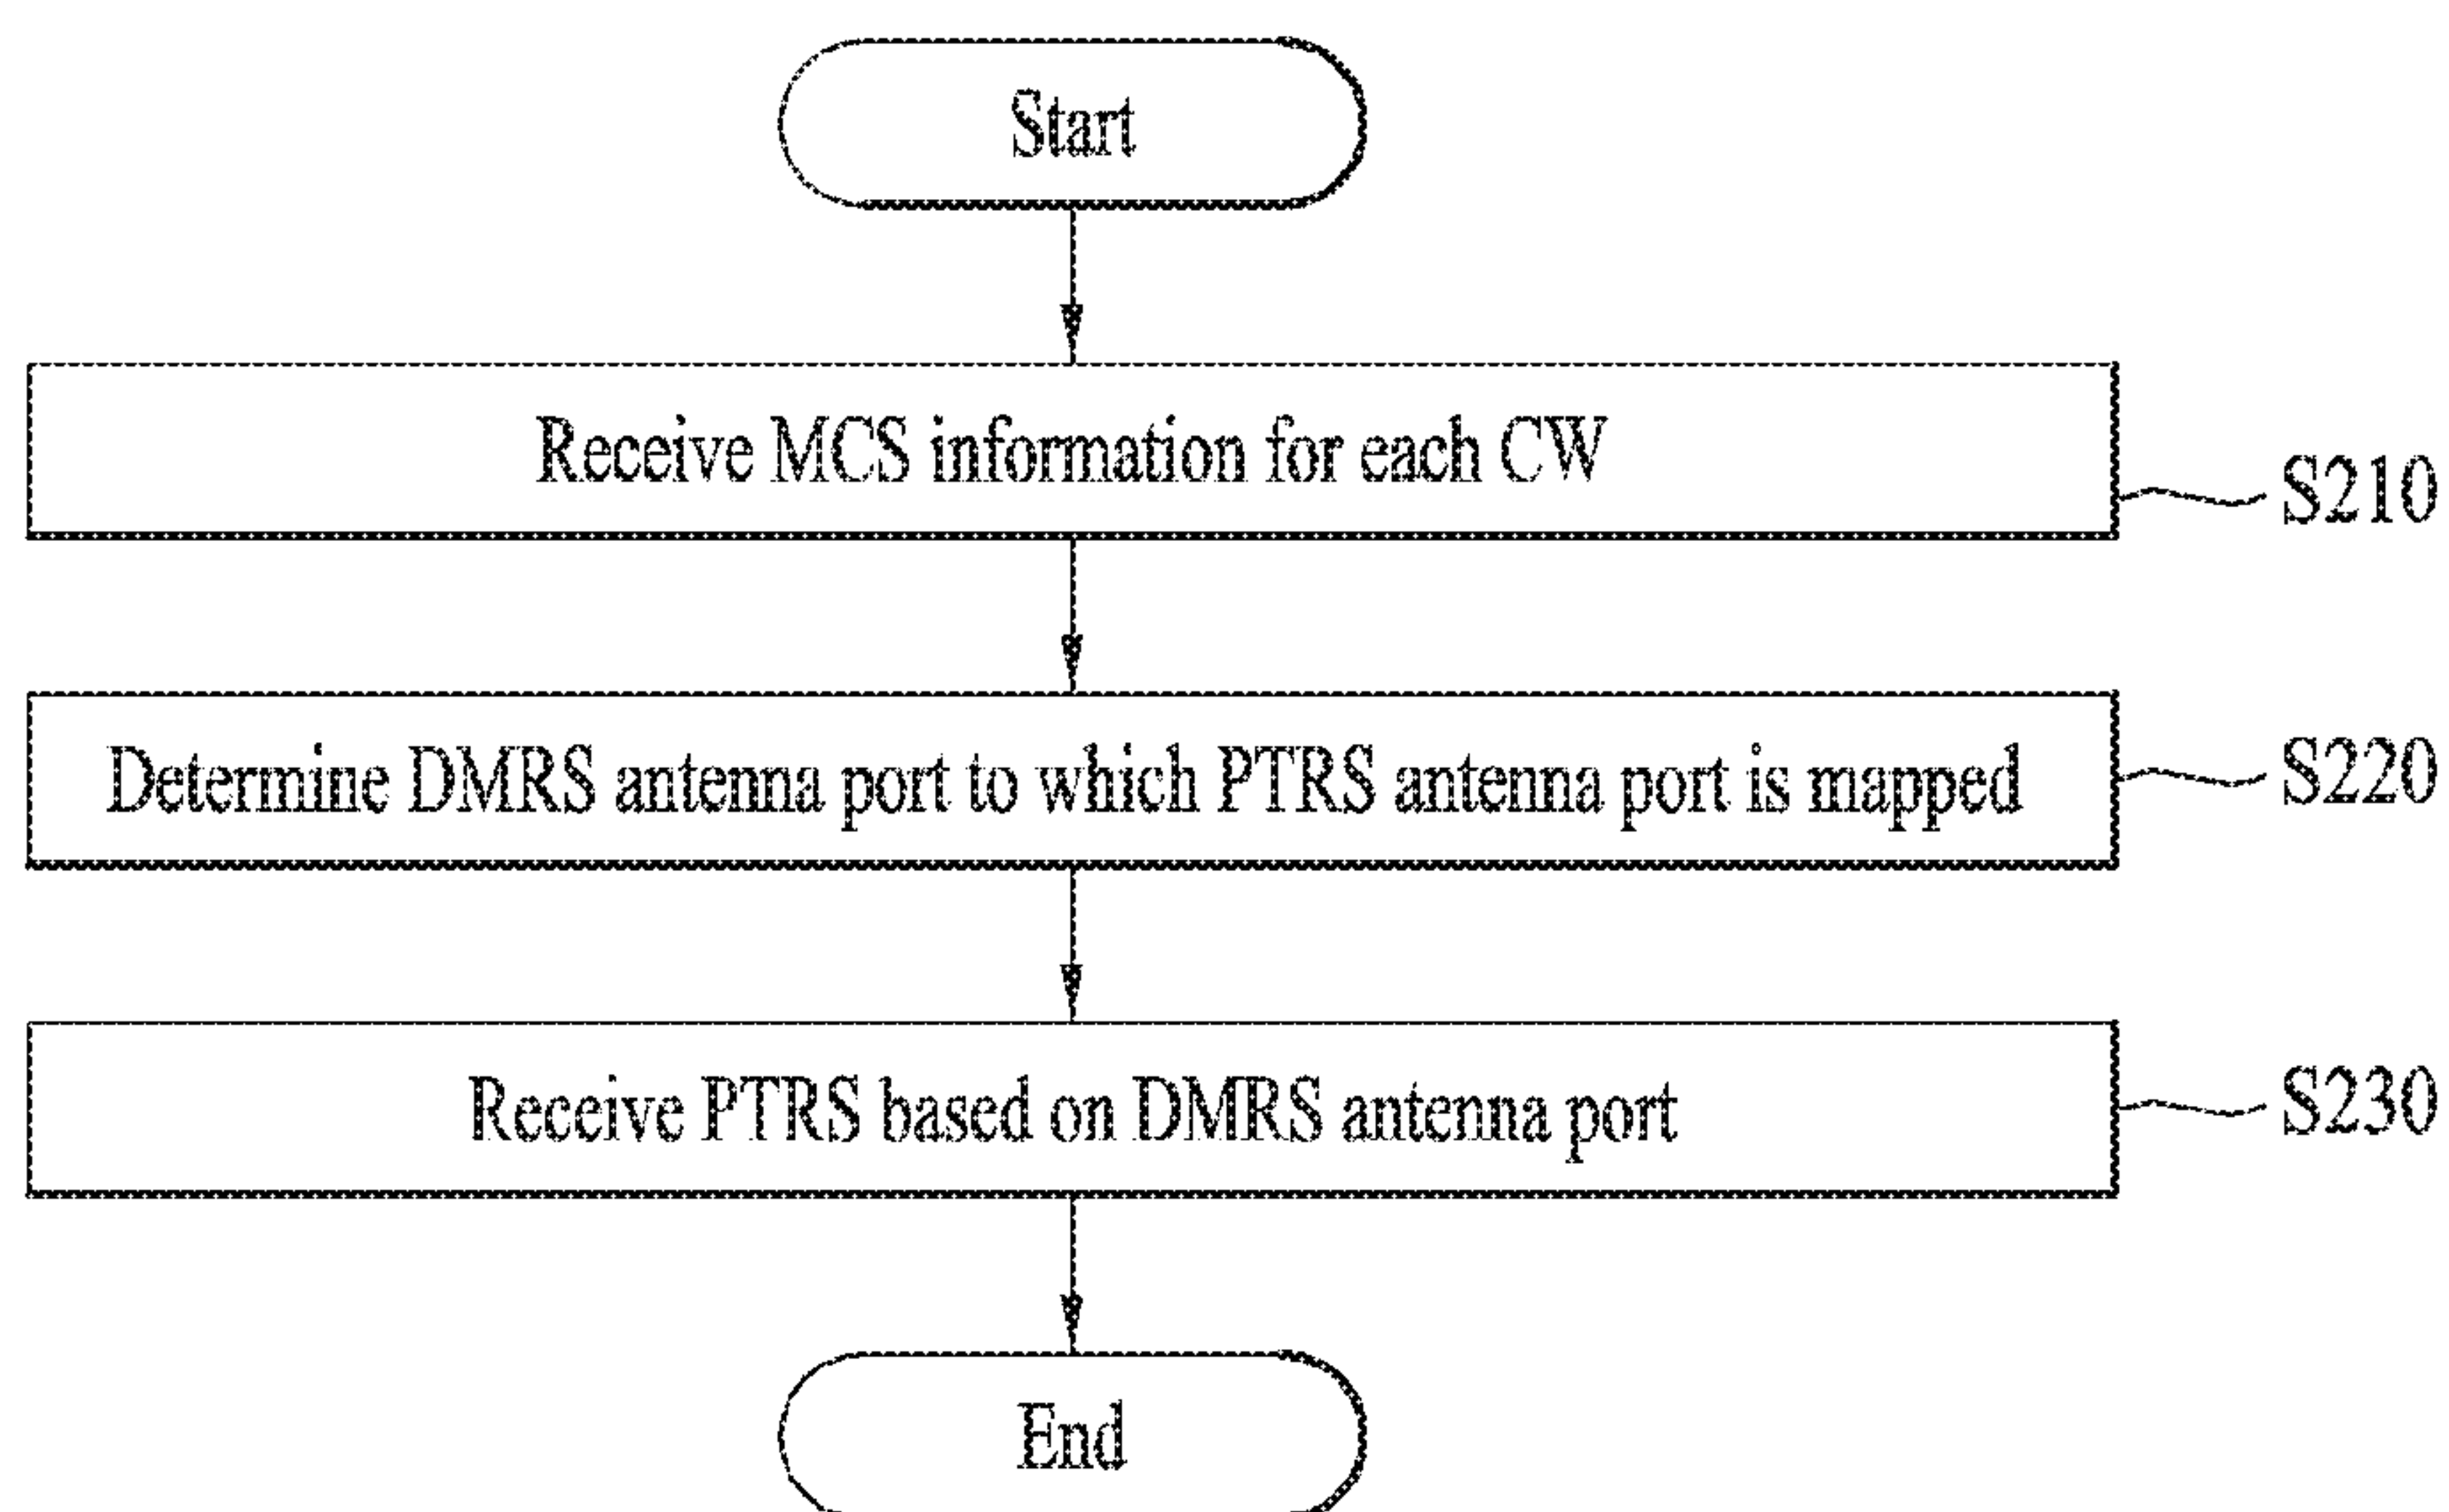 Start
Receive MCS information for each CW
S210
Determine DMRS antenna port to which PTRS antenna port is mapped
S220
Receive PTRS based on DMRS antenna port
S230
End